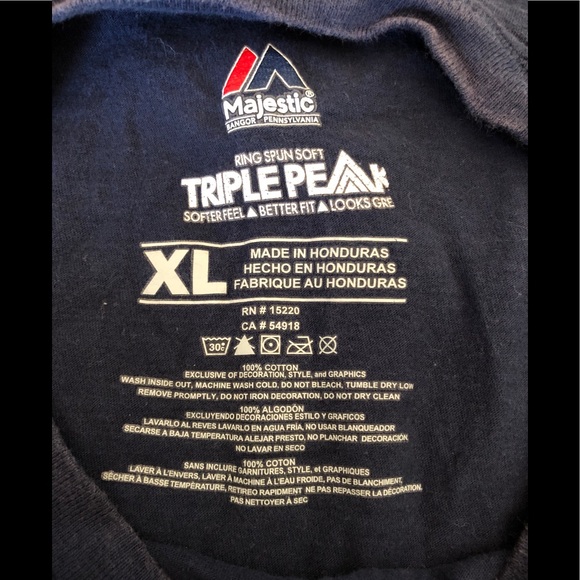 Majestic®
BANGOR PENNSYLVANIA
RING SPUN SOFT
TRIPLE PEAK
SOFTER FEEL ▲ BETTER FIT ▲ LOOKS GRE
XL
MADE IN HONDURAS
HECHO EN HONDURAS
FABRIQUE AU HONDURAS
RN # 15220
CA # 54918
30°C
100% COTTON
EXCLUSIVE OF DECORATION, STYLE, and GRAPHICS
WASH INSIDE OUT, MACHINE WASH COLD, DO NOT BLEACH, TUMBLE DRY LOW
REMOVE PROMPTLY, DO NOT IRON DECORATION, DO NOT DRY CLEAN
100% ALGODÓN
EXCLUYENDO DECORACIONES ESTILO Y GRAFICOS
LAVARLO AL REVES LAVARLO EN AGUA FRÍA, NO USAR BLANQUEADOR
SECARSE A BAJA TEMPERATURA ALEJAR PRESTO, NO PLANCHAR DECORACIÓN
NO LAVAR EN SECO
100% COTTON
SANS INCLURE GARNITURES, STYLE, et GRAPHIQUES
LAVER À L'ENVERS, LAVER À MACHINE À L'EAU FROIDE, PAS DE BLANCHIMENT,
SÉCHER À BASSE TEMPÉRATURE, RETIREO RAPIDMENT NE PAS REPASSER LA DÉCORATION,
PAS NETTOYER À SEC